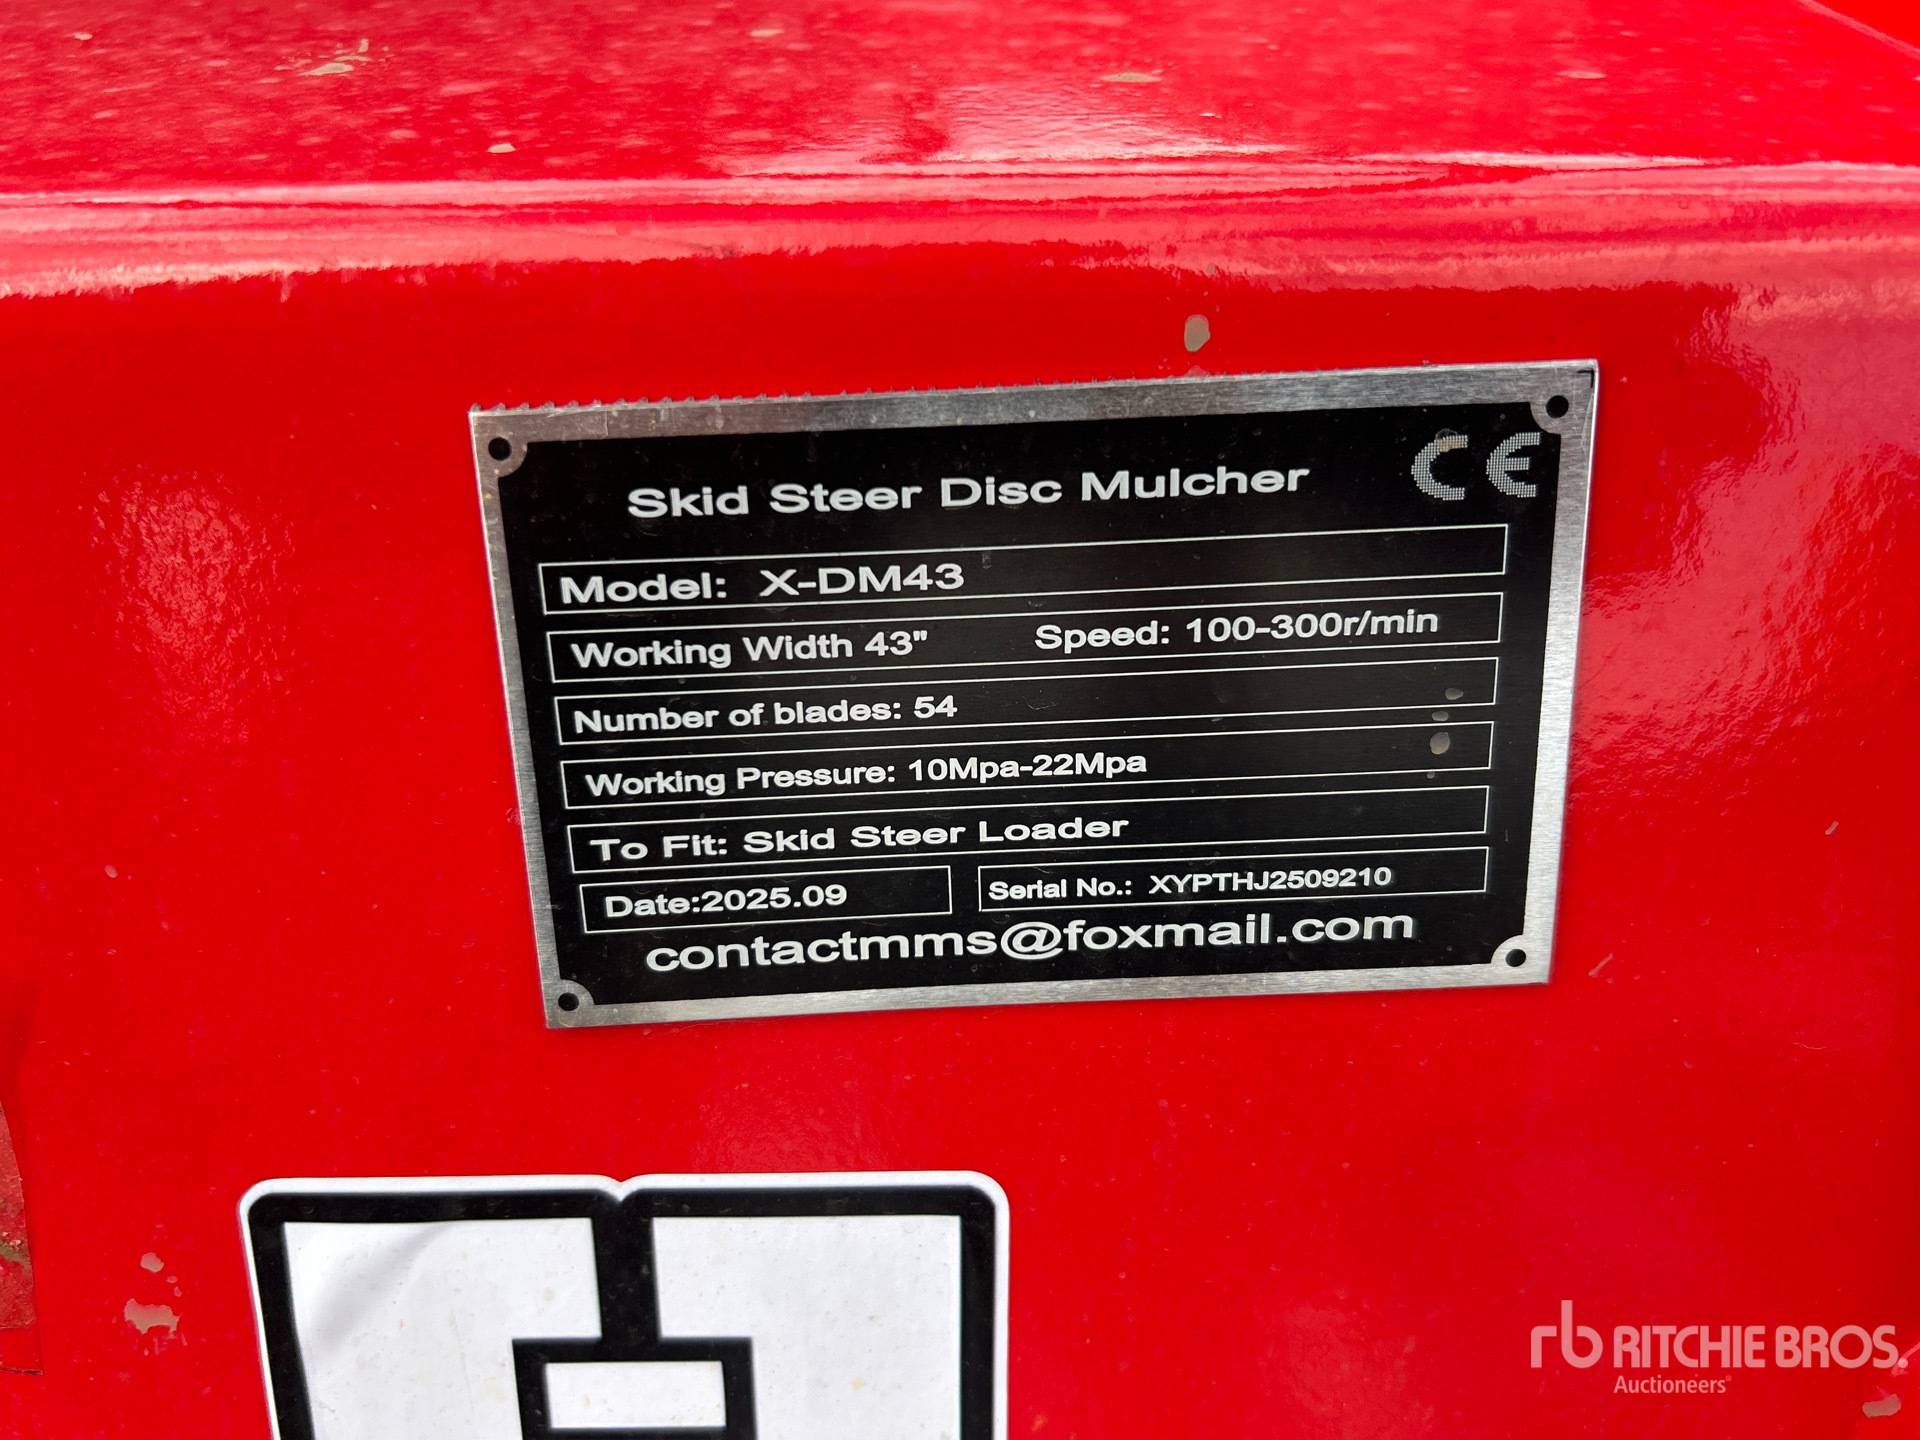 Skid Steer Disc Mulcher CE
Model: X-DM43
Working Width 43" Speed: 100-300r/min
Number of blades: 54
Working Pressure: 10Mpa-22Mpa
To Fit: Skid Steer Loader
Date:2025.09 Serial No.: XYPTHJ2509210
contactmms@foxmail.com
rb RITCHIE BROS.
Auctioneers